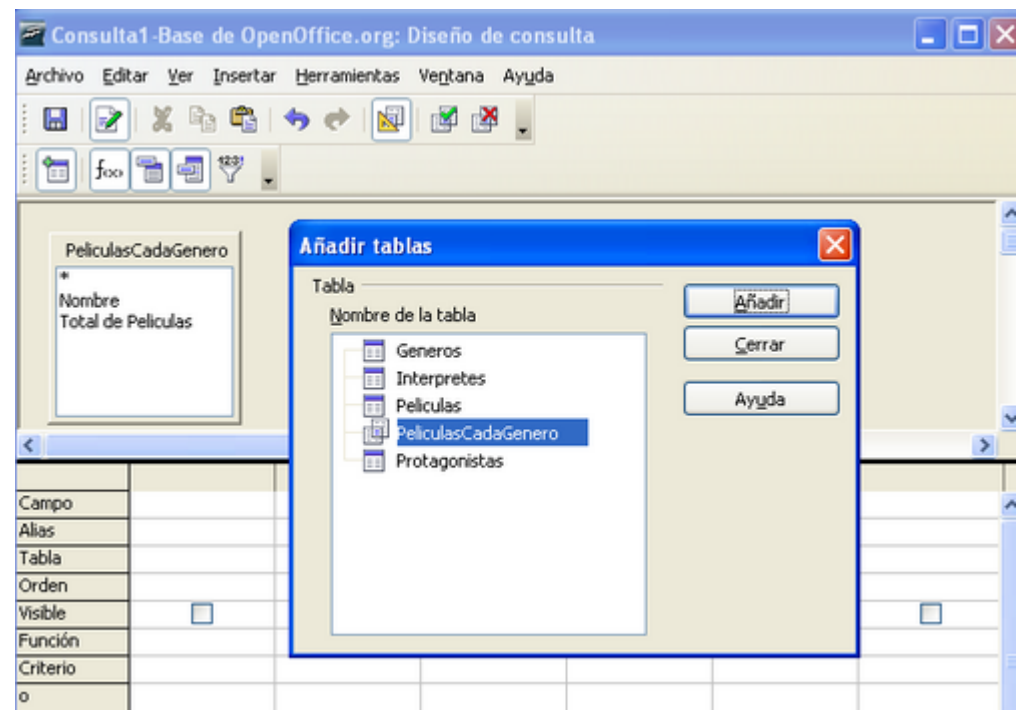 Consulta1-Base de OpenOffice.org: Diseño de consulta
Archivo Editar Ver Insertar Herramientas Ventana Ayuda
f(x)
123!
PeliculasCadaGenero
*
Nombre
Total de Peliculas
Añadir tablas
Tabla
Nombre de la tabla
Generos
Interpretes
Peliculas
PeliculasCadaGenero
Protagonistas
Añadir
Cerrar
Ayuda
Campo
Alias
Tabla
Orden
Visible
Función
Criterio
o